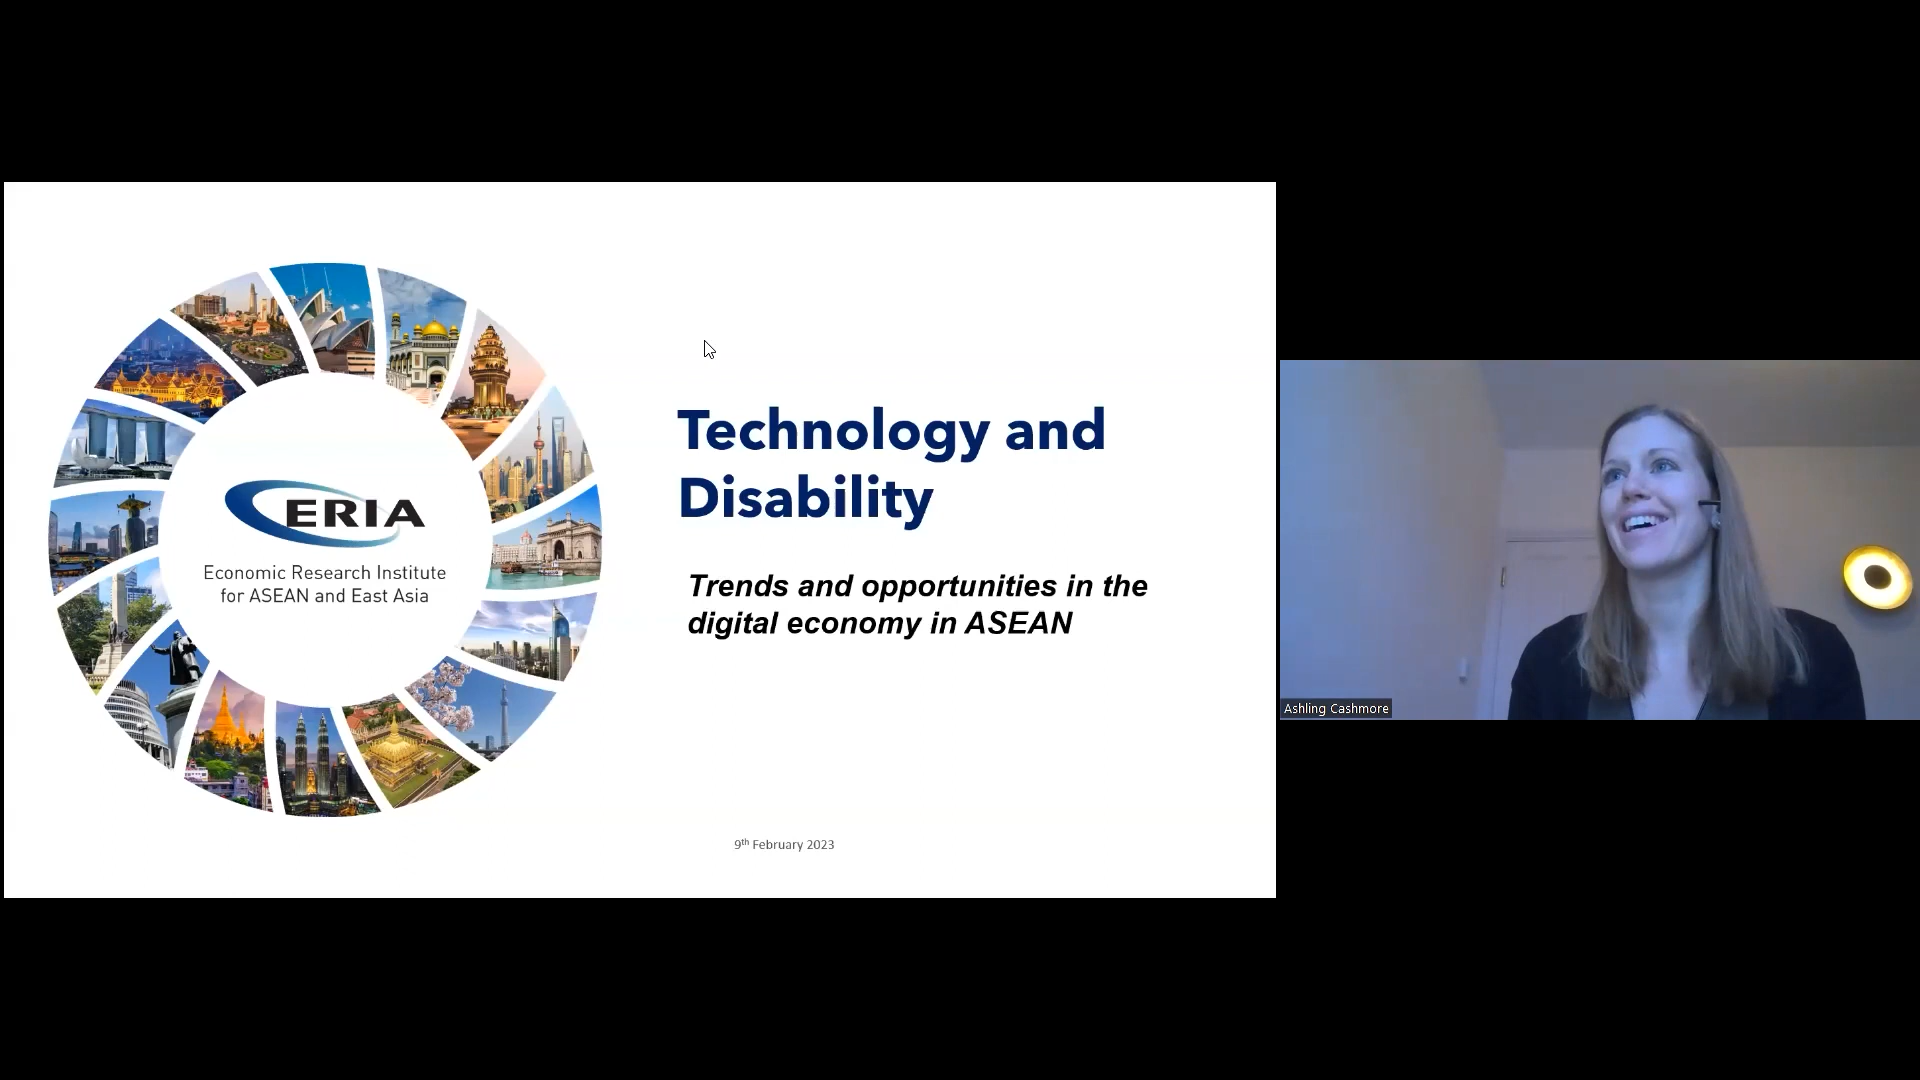 ERIA
Economic Research Institute
for ASEAN and East Asia
Technology and
Disability
Trends and opportunities in the
digital economy in ASEAN
9th February 2023
Ashling Cashmore